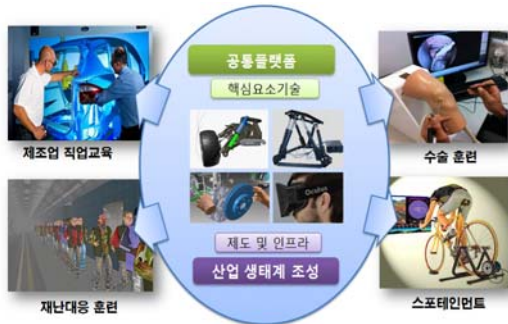 공통플랫폼
핵심요소기술
제조업 직업교육
수술 훈련
Oculus
제도 및 인프라
산업 생태계 조성
재난대응 훈련
스포테인먼트